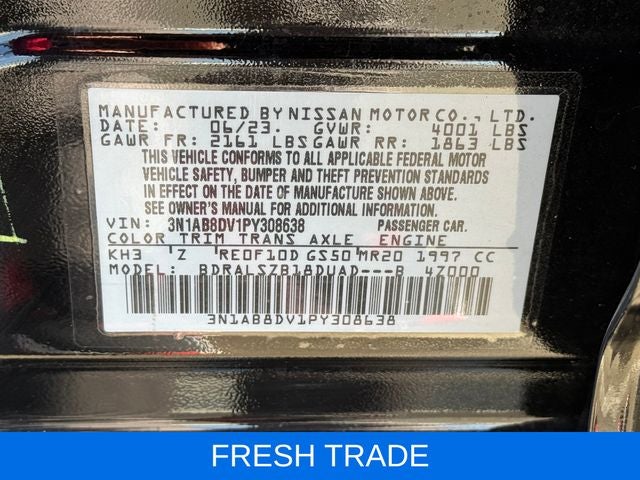 MANUFACTURED BY NISSAN MOTOR CO., LTD.
DATE: 06/23. GVWR: 4001 LBS
GAWR FR: 2161 LBS GAWR RR: 1863 LBS
THIS VEHICLE CONFORMS TO ALL APPLICABLE FEDERAL MOTOR
VEHICLE SAFETY, BUMPER AND THEFT PREVENTION STANDARDS
IN EFFECT ON THE DATE OF MANUFACTURE SHOWN ABOVE.
SEE OWNER'S MANUAL FOR ADDITIONAL INFORMATION.
VIN: 3N1AB8DV1PY308638 PASSENGER CAR.
COLOR TRIM TRANS AXLE ENGINE
KH3 'Z RE0F10D GS50 MR20 1997 CC
MODEL: BDRALSZB18DUAD---B 4Z000
3N1AB8DV1PY308638
FRESH TRADE